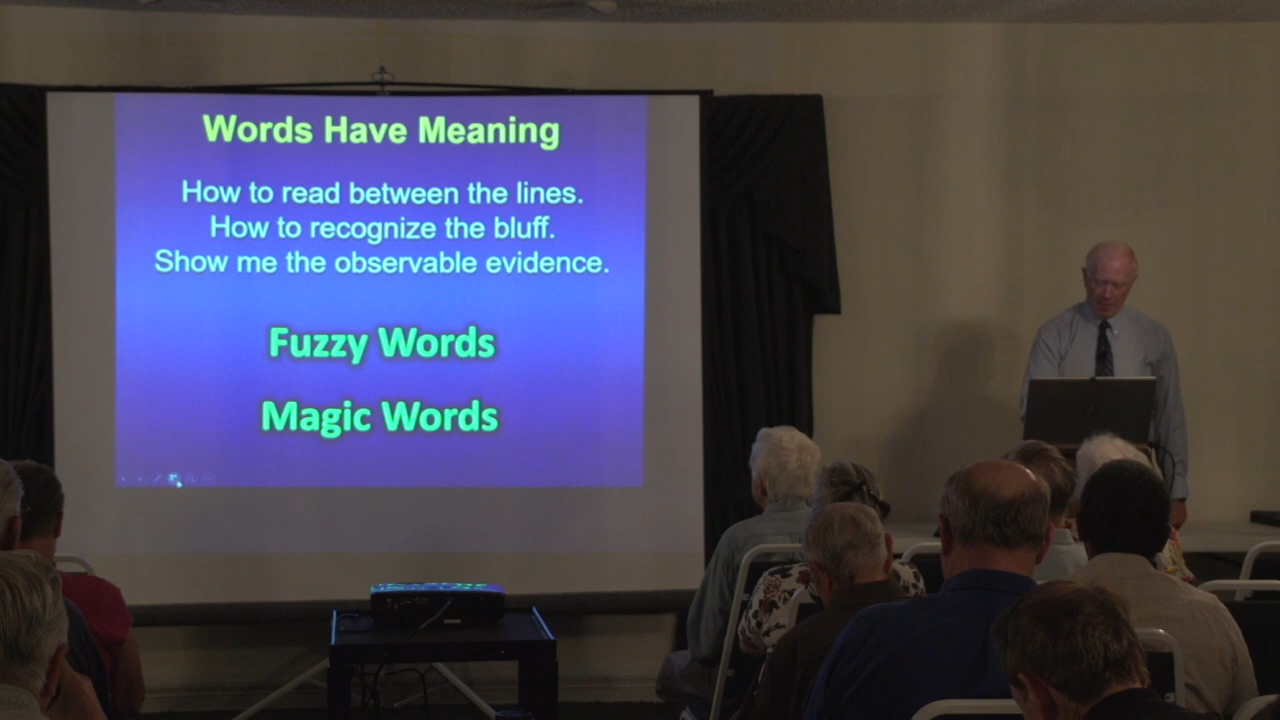 Words Have Meaning
How to read between the lines.
How to recognize the bluff.
Show me the observable evidence.
Fuzzy Words
Magic Words